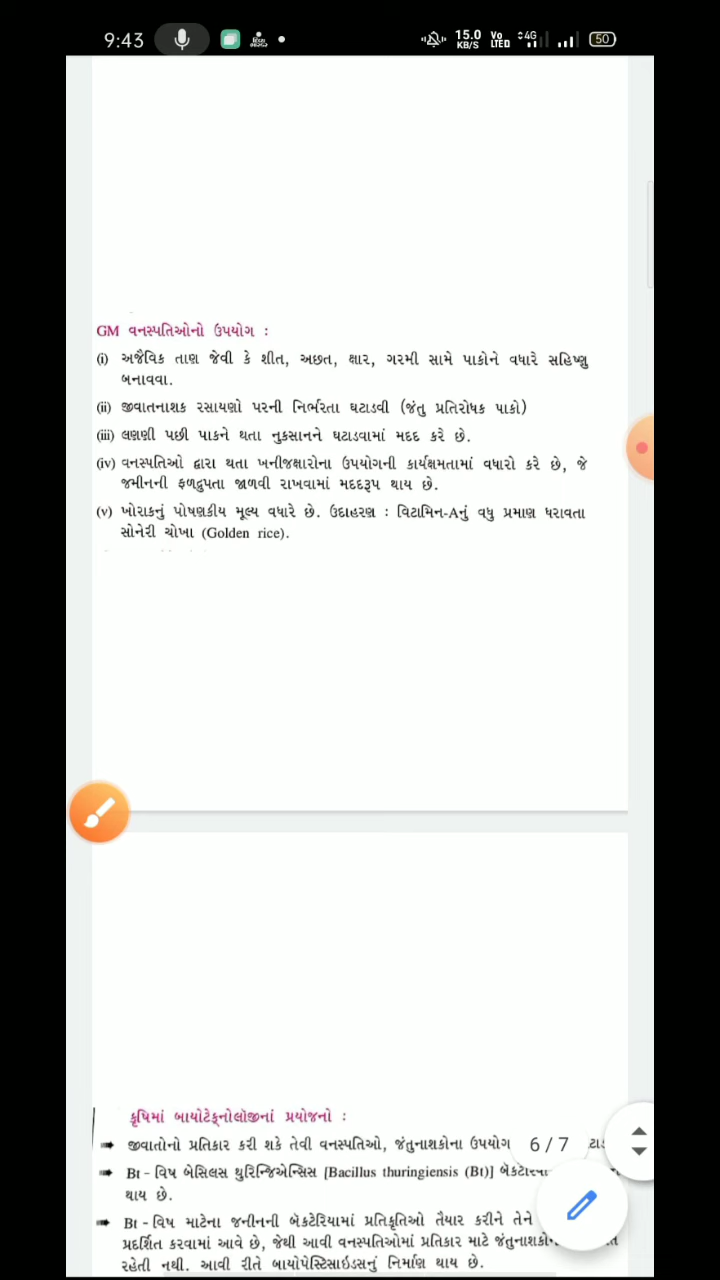 9:43
15.0 KB/S Vo LTED 4G 50
GM વનસ્પતિઓનો ઉપયોગ :
(i) અજૈવિક તાણ જેવી કે શીત, અછત, ક્ષાર, ગરમી સામે પાકોને વધારે સહિષ્ણુ
બનાવવા.
(ii) જીવાતનાશક રસાયણો પરની નિર્ભરતા ઘટાડવી (જંતુ પ્રતિરોધક પાકો)
(iii) લણણી પછી પાકને થતા નુકસાનને ઘટાડવામાં મદદ કરે છે.
(iv) વનસ્પતિઓ દ્વારા થતા ખનીજક્ષારોના ઉપયોગની કાર્યક્ષમતામાં વધારો કરે છે, જે
જમીનની ફળદ્રુપતા જાળવી રાખવામાં મદદરૂપ થાય છે.
(v) ખોરાકનું પોષણકીય મૂલ્ય વધારે છે. ઉદાહરણ : વિટામિન-Aનું વધુ પ્રમાણ ધરાવતા
સોનેરી ચોખા (Golden rice).
કૃષિમાં બાયોટેક્નોલૉજીનાં પ્રયોજનો :
➠ જીવાતોનો પ્રતિકાર કરી શકે તેવી વનસ્પતિઓ, જંતુનાશકોના ઉપયોગ 6 / 7
➠ Bt - વિષ બેસિલસ થુરિન્જિએન્સિસ [Bacillus thuringiensis (Bt)]
થાય છે.
➠ Bt - વિષ માટેના જનીનની બૅકટેરિયામાં પ્રતિકૃતિઓ તૈયાર કરીને તેને
પ્રદર્શિત કરવામાં આવે છે, જેથી આવી વનસ્પતિઓમાં પ્રતિકાર માટે
રહેતી નથી. આવી રીતે બાયોપેસ્ટિસાઇડસનું નિર્માણ થાય છે.